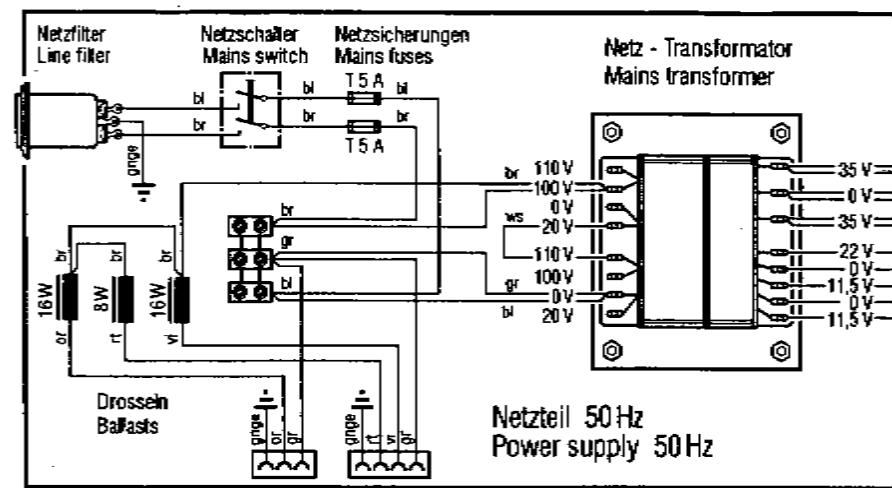 Netzfilter
Line filter
Netzschalter
Mains switch
Netzsicherungen
Mains fuses
T 5 A
T 5 A
bl
br
bl
br
bl
br
gnge
Netz - Transformator
Mains transformer
br
110 V
100 V
0 V
ws
20 V
110 V
100 V
gr
0 V
bl
20 V
35 V
0 V
35 V
22 V
0 V
11,5 V
0 V
11,5 V
br
gr
bl
br
br
br
16W
8W
16W
or
rt
vi
Drosseln
Ballasts
gnge
or
gr
gnge
rt
vi
gr
Netzteil 50 Hz
Power supply 50 Hz